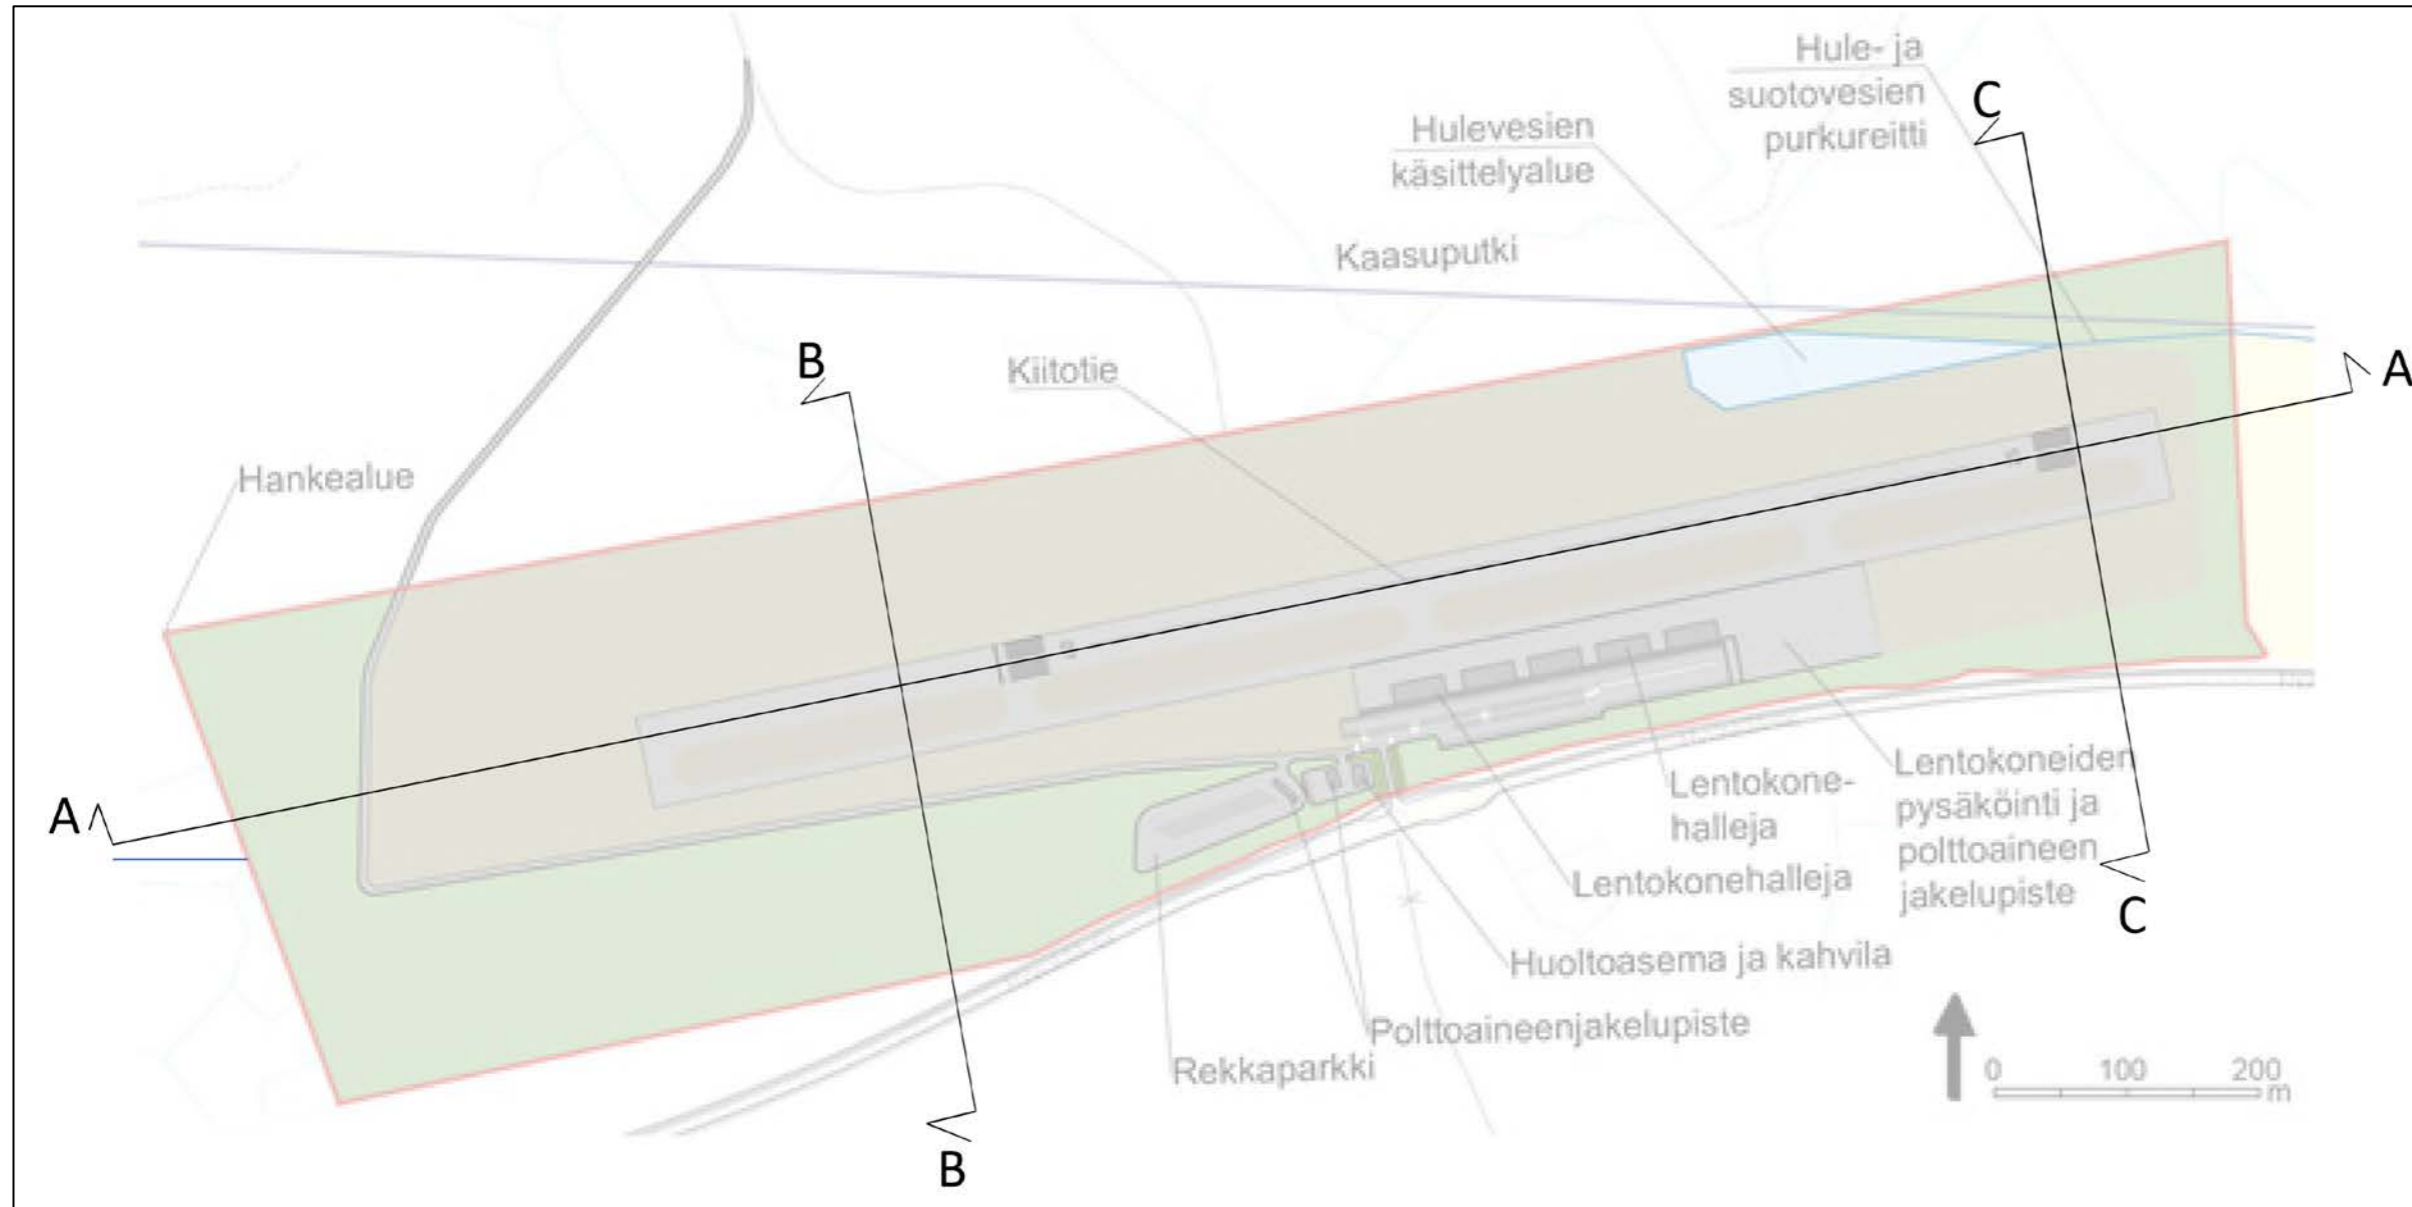 Hule- ja
suotovesien
purkureitti
C
Hulevesien
käsittelyalue
Kaasuputki
B
Kiitotie
A
Hankealue
A
Lentokone-
halleja
Lentokoneiden
pysäköinti ja
polttoaineen
jakelupiste
Lentokonehalleja
C
Huoltoasema ja kahvila
Polttoaineenjakelupiste
Rekkaparkki
0 100 200
m
B